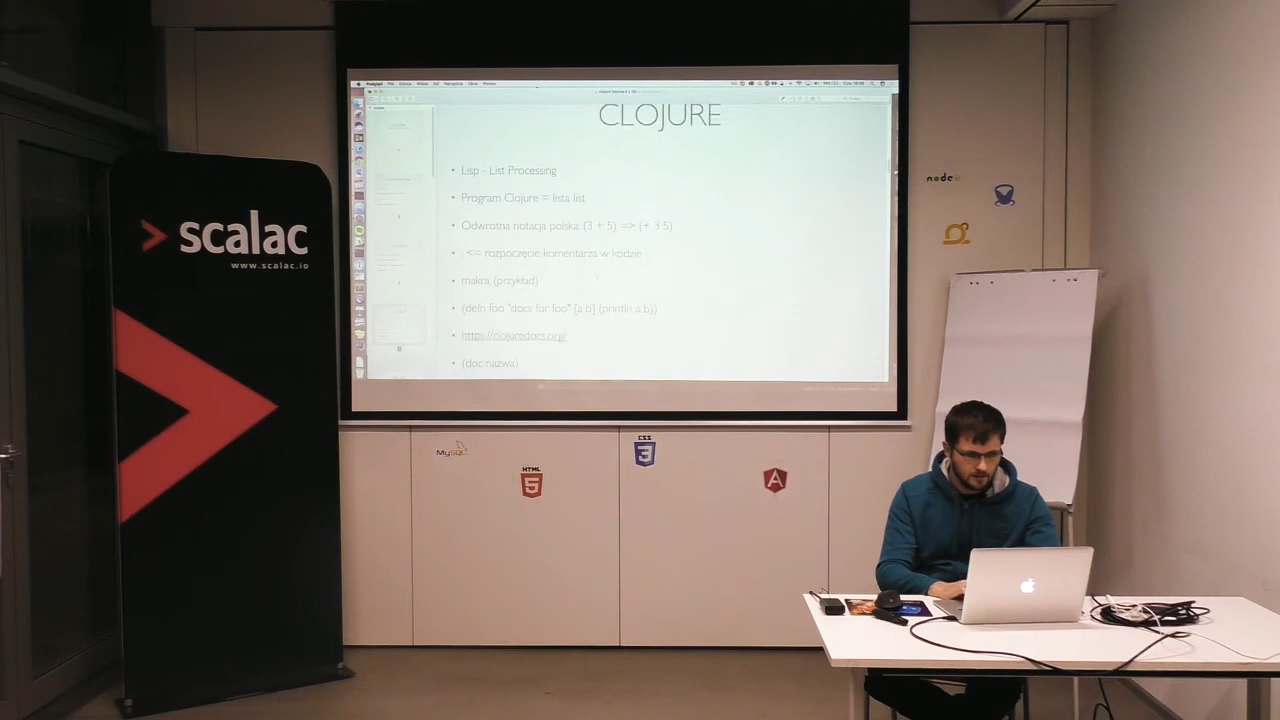 CLOJURE
• Lisp - List Processing
• Program Clojure = lista list
• Odwrotna notacja polska: (3 + 5) => (+ 3 5)
• <= rozpoczęcie komentarza w kodzie
• makra (przykład)
• (defn foo "docs for foo" [a b] (println a b))
• https://clojuredocs.org/
• (doc nazwa)
scalac
www.scalac.io
node
MySQL
HTML
5
CSS
3
A